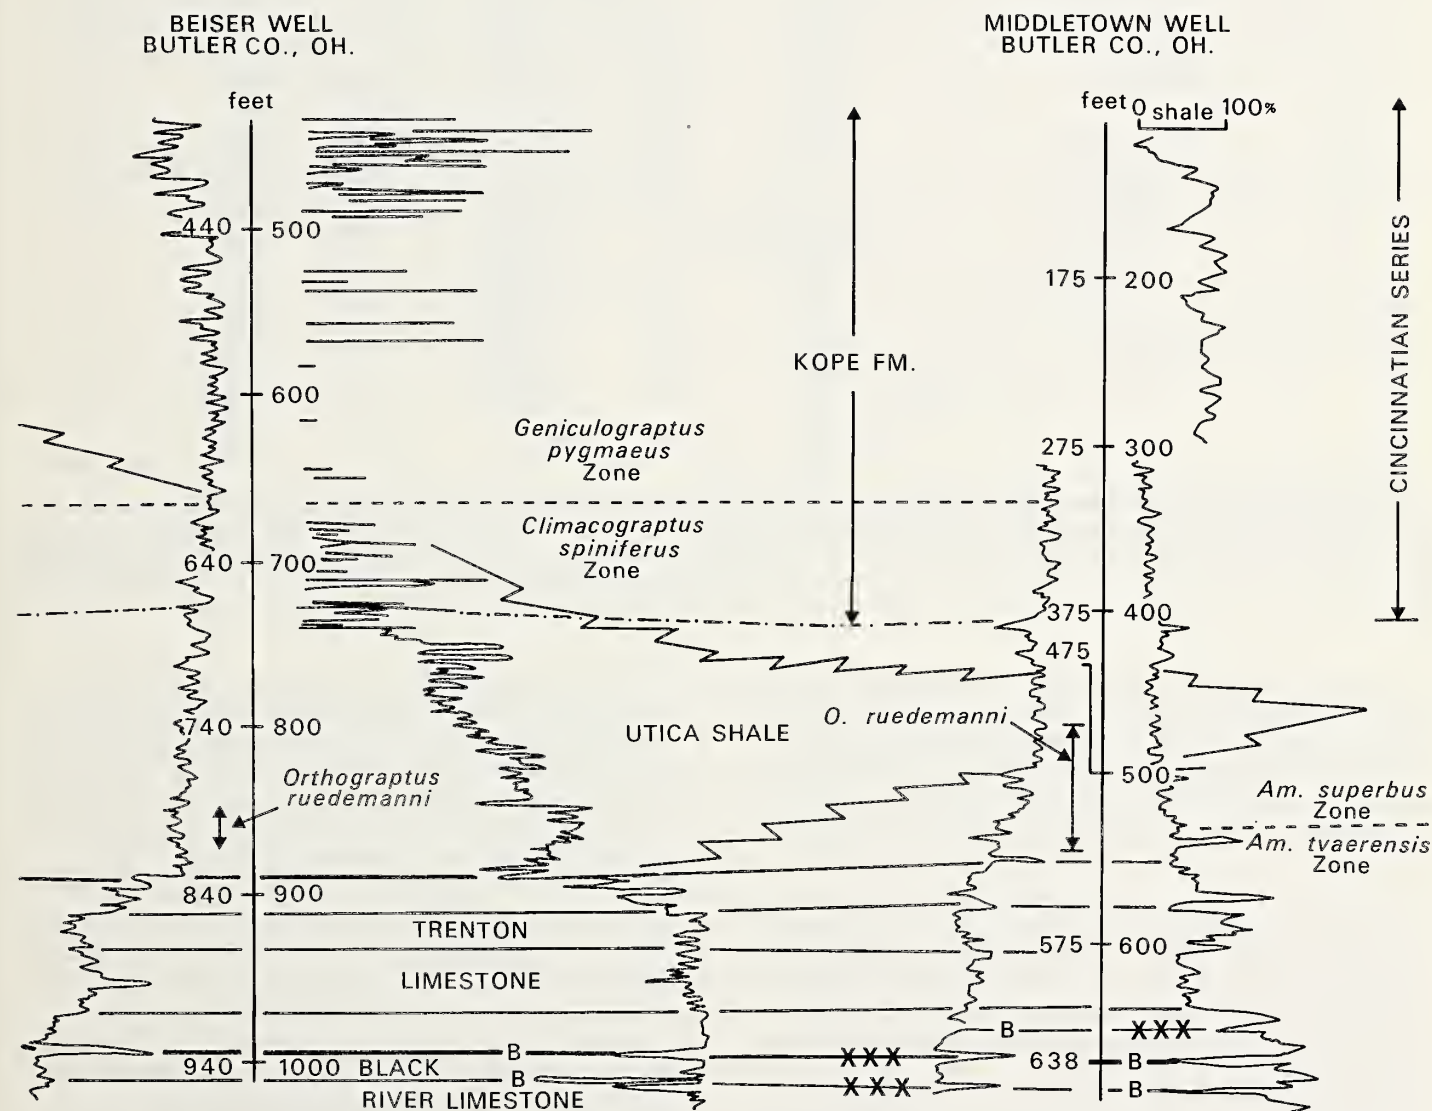 BEISER WELL
BUTLER CO., OH.
MIDDLETOWN WELL
BUTLER CO., OH.
feet
feet 0 shale 100%
440 500
175 200
CINCINNATIAN SERIES
KOPE FM.
600
Geniculograptus
pygmaeus
Zone
275 300
Climacograptus
spiniferus
Zone
640 700
375 400
475
O. ruedemanni
740 800
UTICA SHALE
Orthograptus
ruedemanni
500
Am. superbus
Zone
Am. tvaerensis
Zone
840 900
TRENTON
575 600
LIMESTONE
B XXX
B XXX 638 B
940 1000 BLACK
B XXX B
RIVER LIMESTONE